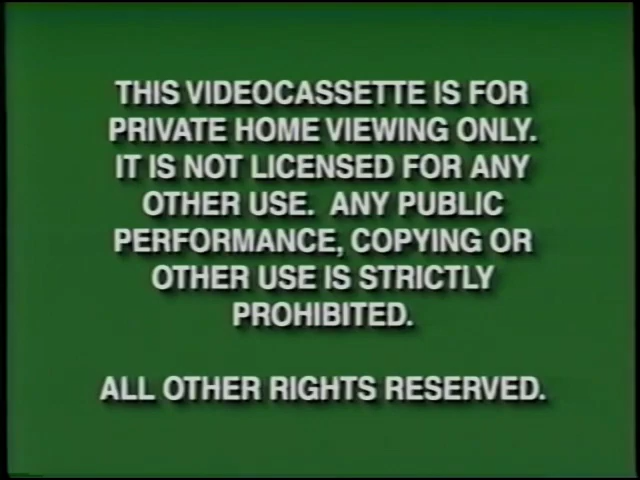 THIS VIDEOCASSETTE IS FOR
PRIVATE HOME VIEWING ONLY.
IT IS NOT LICENSED FOR ANY
OTHER USE.  ANY PUBLIC
PERFORMANCE, COPYING OR
OTHER USE IS STRICTLY
PROHIBITED.
ALL OTHER RIGHTS RESERVED.